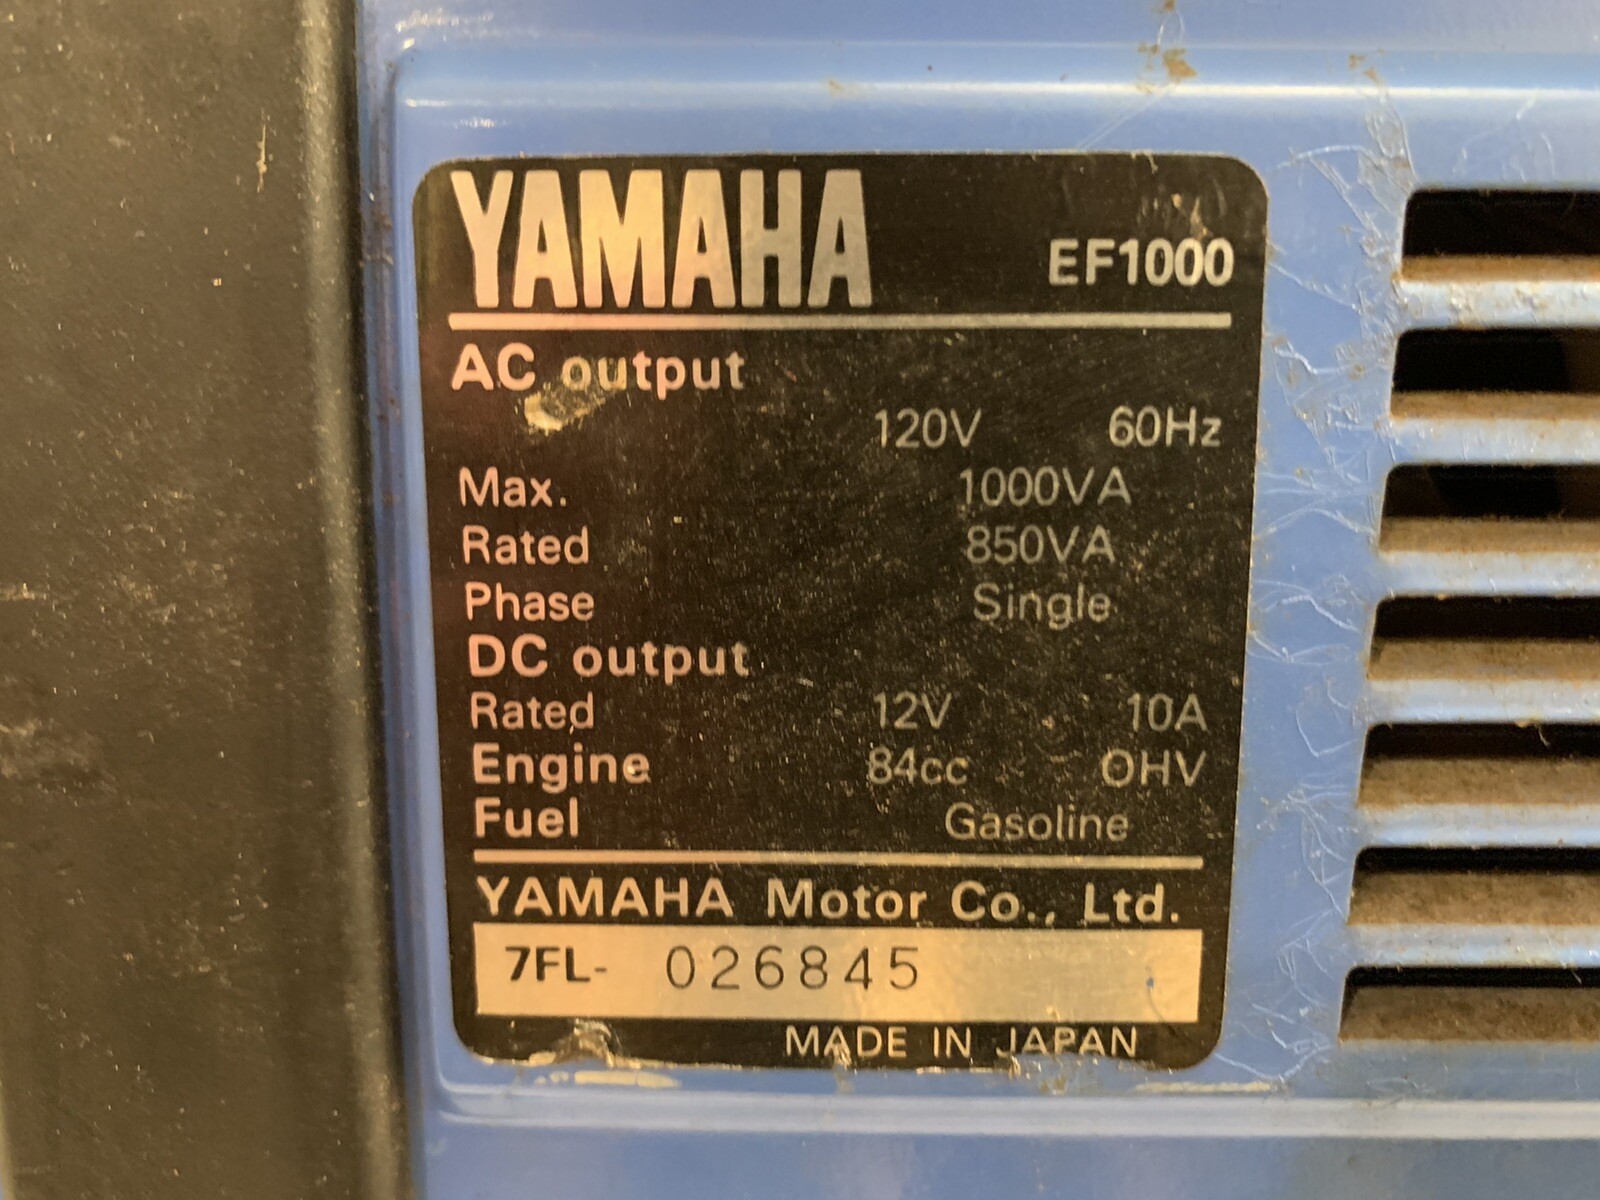 YAMAHA EF1000
AC output
120V 60Hz
Max. 1000VA
Rated 850VA
Phase Single
DC output
Rated 12V 10A
Engine 84cc OHV
Fuel Gasoline
YAMAHA Motor Co., Ltd.
7FL- 026845
MADE IN JAPAN